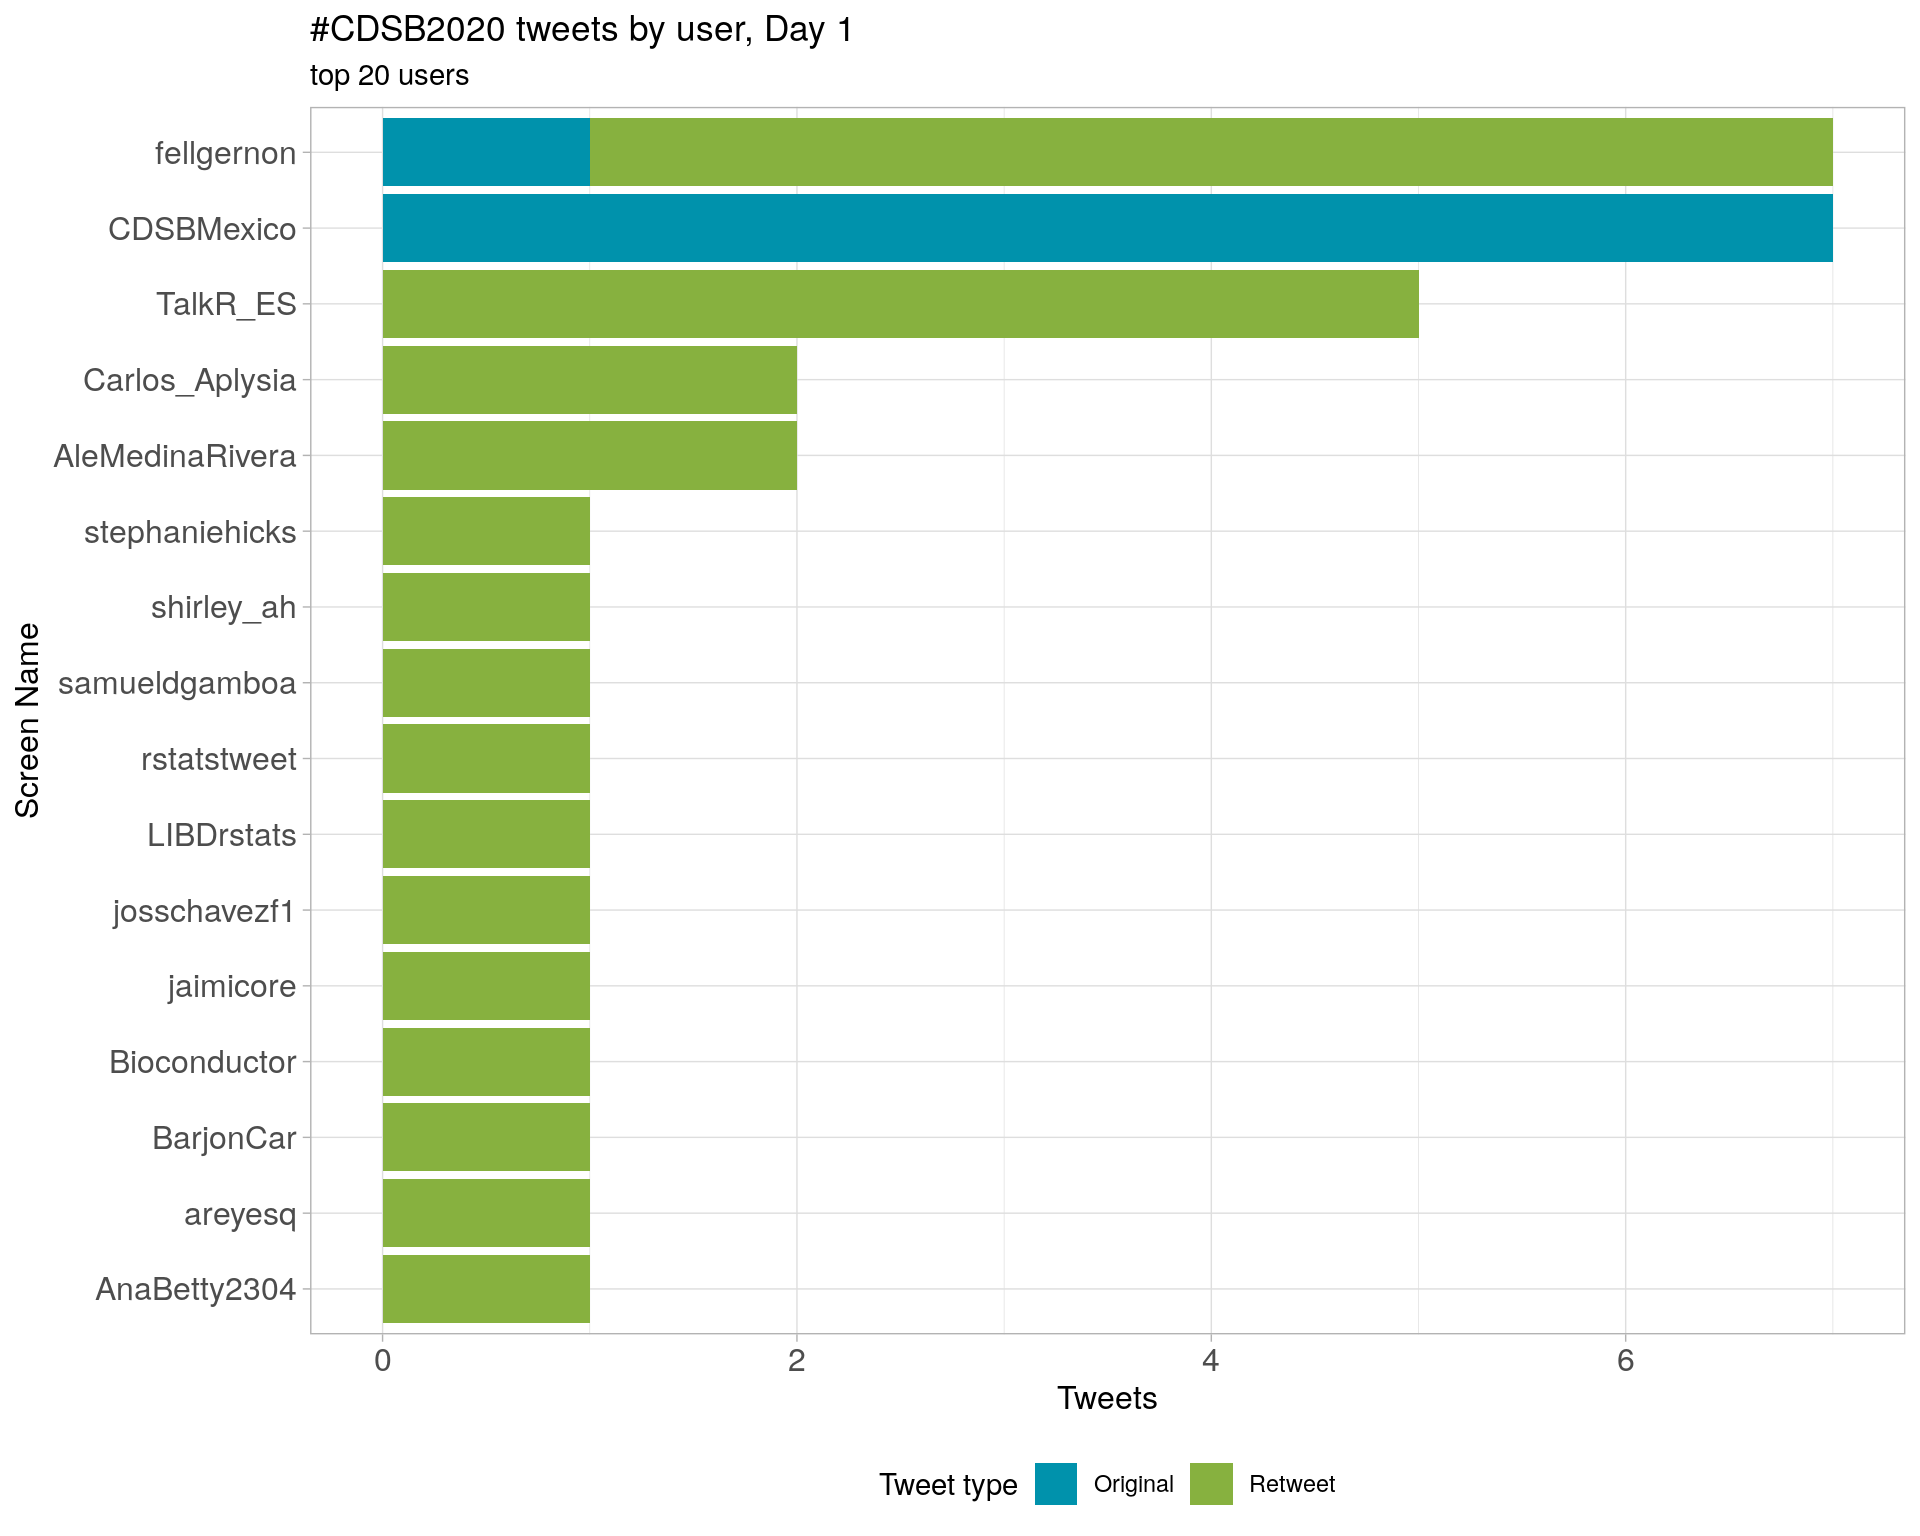 #CDSB2020 tweets by user, Day 1
top 20 users
Screen Name
fellgernon
CDSBMexico
TalkR_ES
Carlos_Aplysia
AleMedinaRivera
stephaniehicks
shirley_ah
samueldgamboa
rstatstweet
LIBDrstats
josschavezf1
jaimicore
Bioconductor
BarjonCar
areyesq
AnaBetty2304
0 2 4 6
Tweets
Tweet type Original Retweet